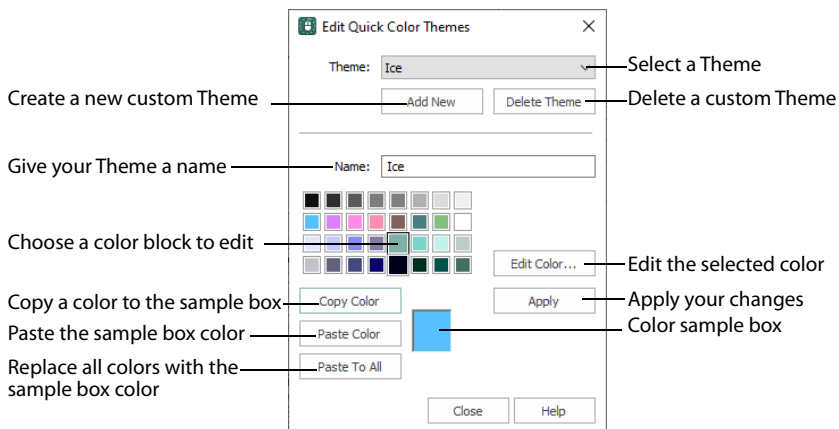 Edit Quick Color Themes
Theme: Ice
Select a Theme
Create a new custom Theme
Add New
Delete Theme
Delete a custom Theme
Give your Theme a name
Name: Ice
Choose a color block to edit
Edit Color...
Edit the selected color
Copy a color to the sample box
Copy Color
Apply
Apply your changes
Paste the sample box color
Paste Color
Color sample box
Replace all colors with the
sample box color
Paste To All
Close
Help